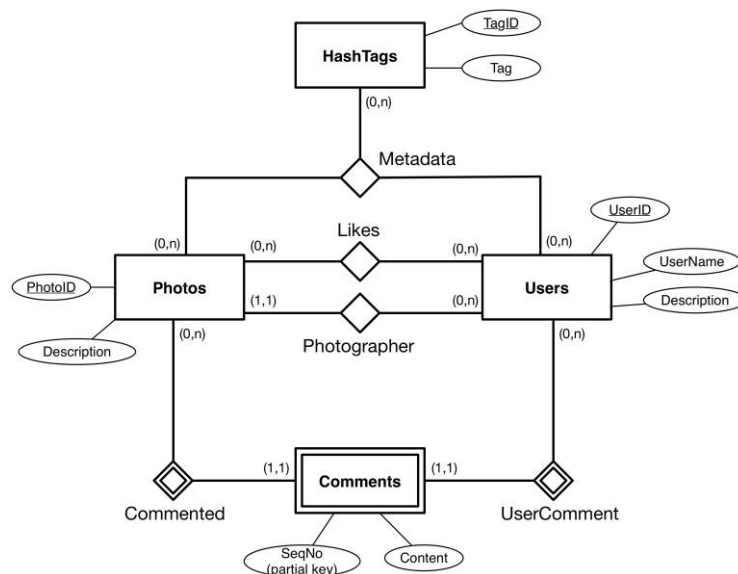 TagID
HashTags
Tag
(0,n)
Metadata
UserID
Likes
(0,n)
(0,n)
(0,n)
(0,n)
UserName
PhotoID
Photos
Users
(1,1)
(0,n)
Description
Photographer
(0,n)
(0,n)
Description
(1,1)
(1,1)
Comments
Commented
UserComment
SeqNo
(partial key)
Content